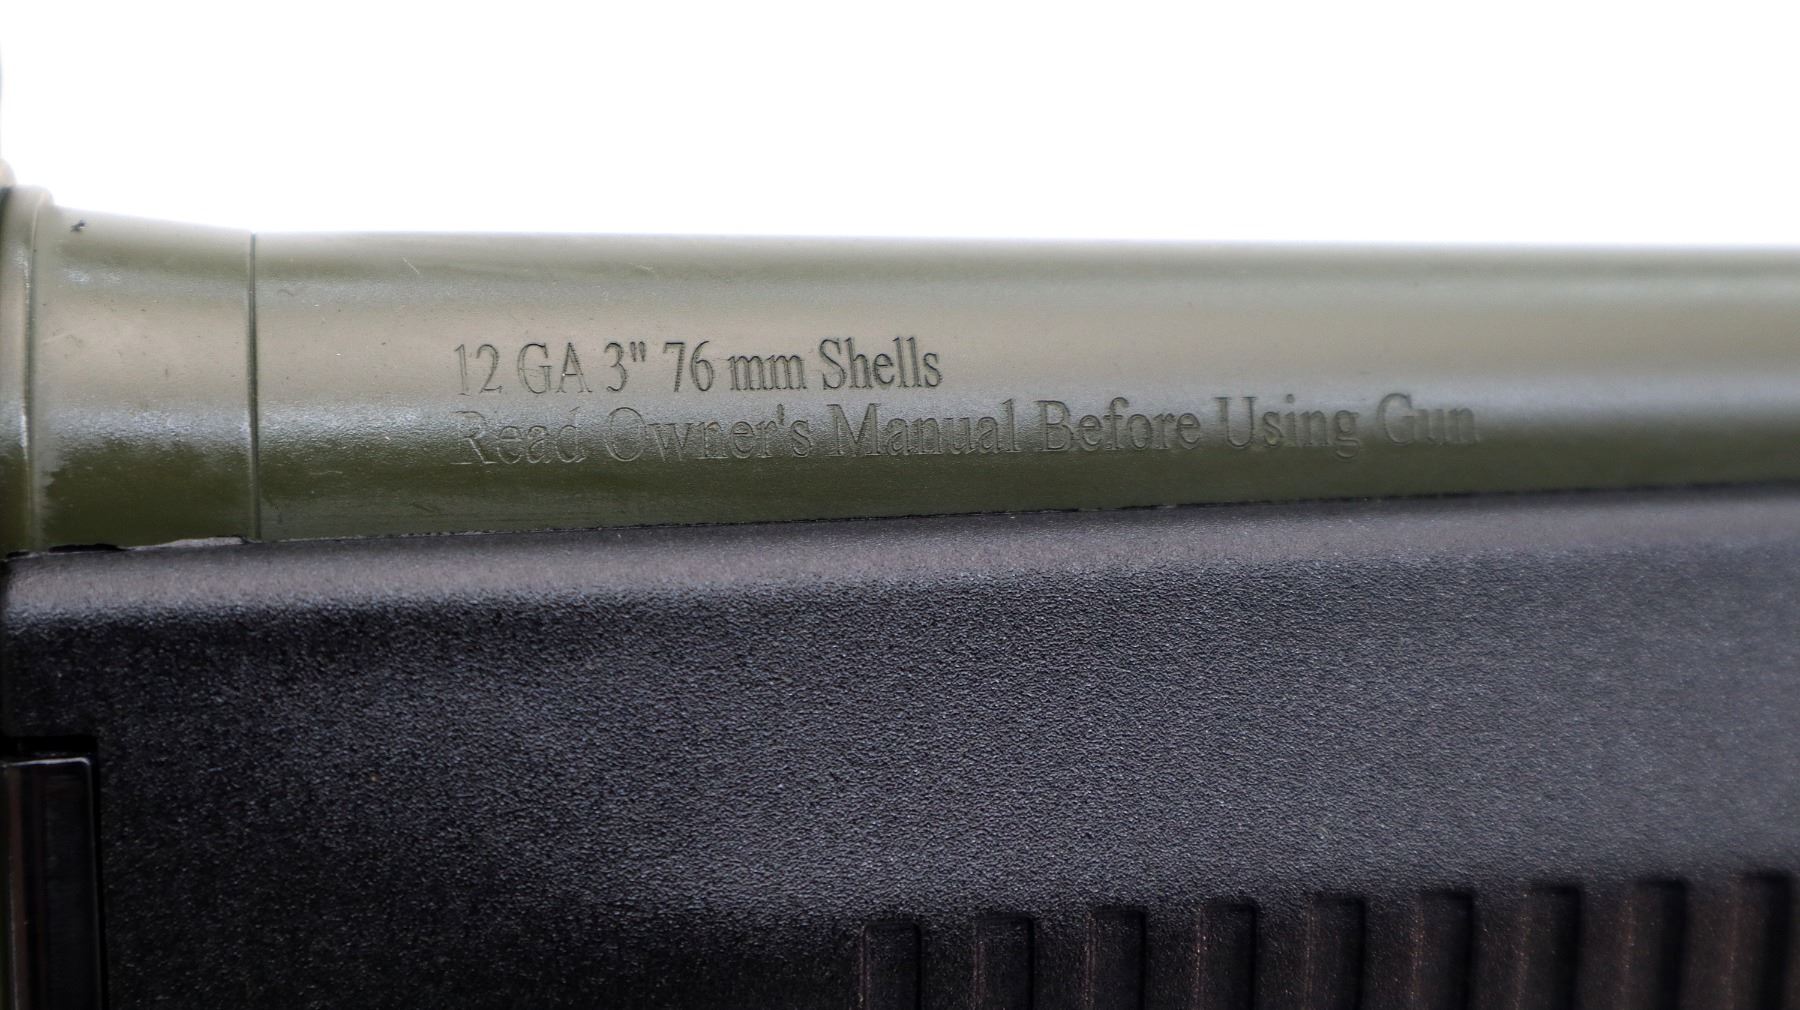 12 GA 3" 76 mm Shells
Read Owner's Manual Before Using Gun